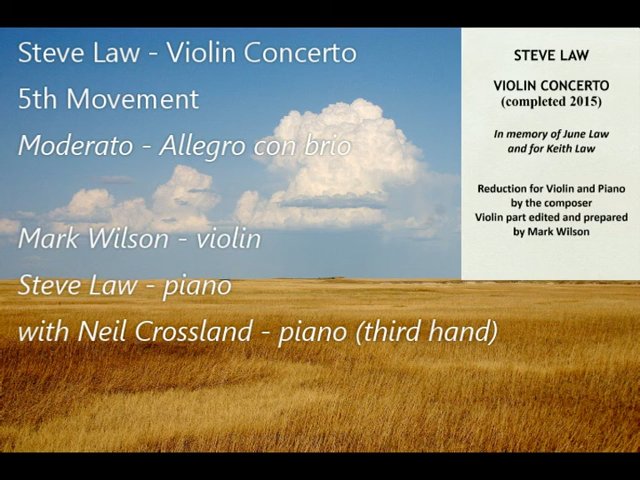 Steve Law - Violin Concerto
5th Movement
Moderato - Allegro con brio
Mark Wilson - violin
Steve Law - piano
with Neil Crossland - piano (third hand)
STEVE LAW
VIOLIN CONCERTO
(completed 2015)
In memory of June Law
and for Keith Law
Reduction for Violin and Piano
by the composer
Violin part edited and prepared
by Mark Wilson